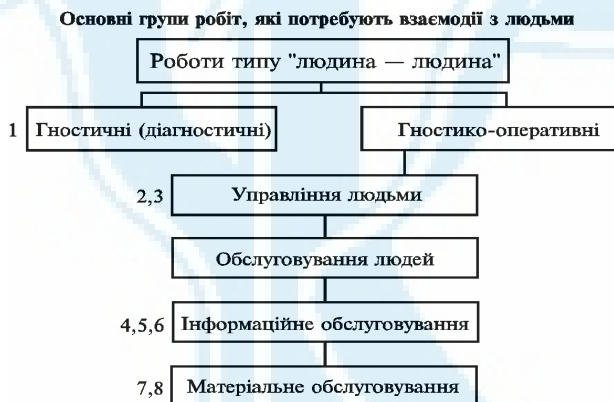 Основні групи робіт, які потребують взаємодії з людьми
Роботи типу "людина — людина"
1 Гностичні (діагностичні)
Гностико-оперативні
2,3 Управління людьми
Обслуговування людей
4,5,6 Інформаційне обслуговування
7,8 Матеріальне обслуговування